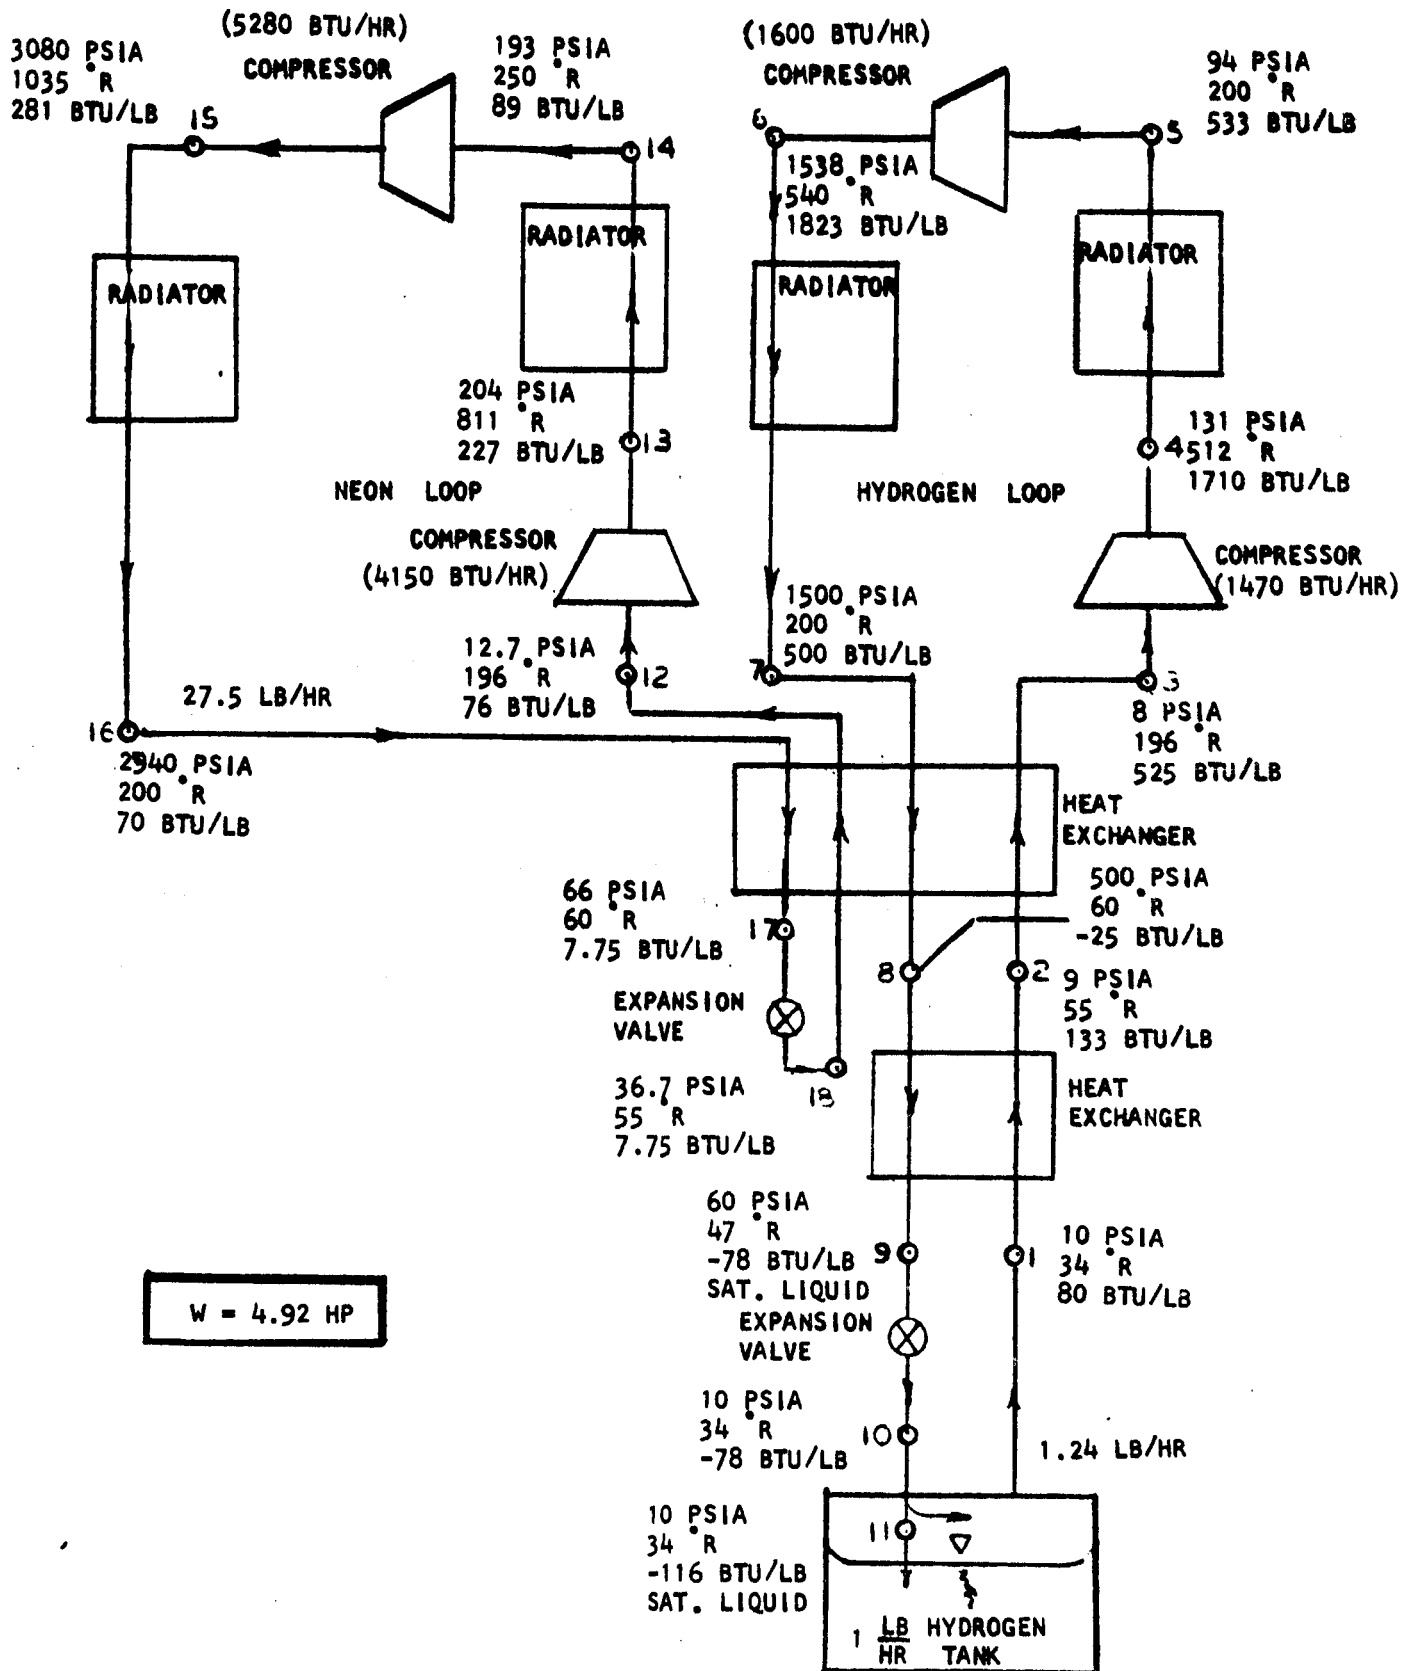 (5280 BTU/HR)
COMPRESSOR
3080 PSIA
1035 °R
281 BTU/LB
15
193 PSIA
250 °R
89 BTU/LB
14
(1600 BTU/HR)
COMPRESSOR
94 PSIA
200 °R
533 BTU/LB
5
6
1538 PSIA
540 °R
1823 BTU/LB
RADIATOR
RADIATOR
RADIATOR
RADIATOR
204 PSIA
811 °R
227 BTU/LB
13
131 PSIA
512 °R
1710 BTU/LB
4
NEON LOOP
HYDROGEN LOOP
COMPRESSOR
(4150 BTU/HR)
COMPRESSOR
(1470 BTU/HR)
12.7 PSIA
196 °R
76 BTU/LB
12
1500 PSIA
200 °R
500 BTU/LB
7
3
8 PSIA
196 °R
525 BTU/LB
27.5 LB/HR
16
2940 PSIA
200 °R
70 BTU/LB
HEAT
EXCHANGER
66 PSIA
60 °R
7.75 BTU/LB
17
500 PSIA
60 °R
-25 BTU/LB
8
2
9 PSIA
55 °R
133 BTU/LB
EXPANSION
VALVE
18
36.7 PSIA
55 °R
7.75 BTU/LB
HEAT
EXCHANGER
60 PSIA
47 °R
-78 BTU/LB
SAT. LIQUID
9
1
10 PSIA
34 °R
80 BTU/LB
EXPANSION
VALVE
W = 4.92 HP
10 PSIA
34 °R
-78 BTU/LB
10
1.24 LB/HR
10 PSIA
34 °R
-116 BTU/LB
SAT. LIQUID
11
1 LB/HR HYDROGEN
TANK